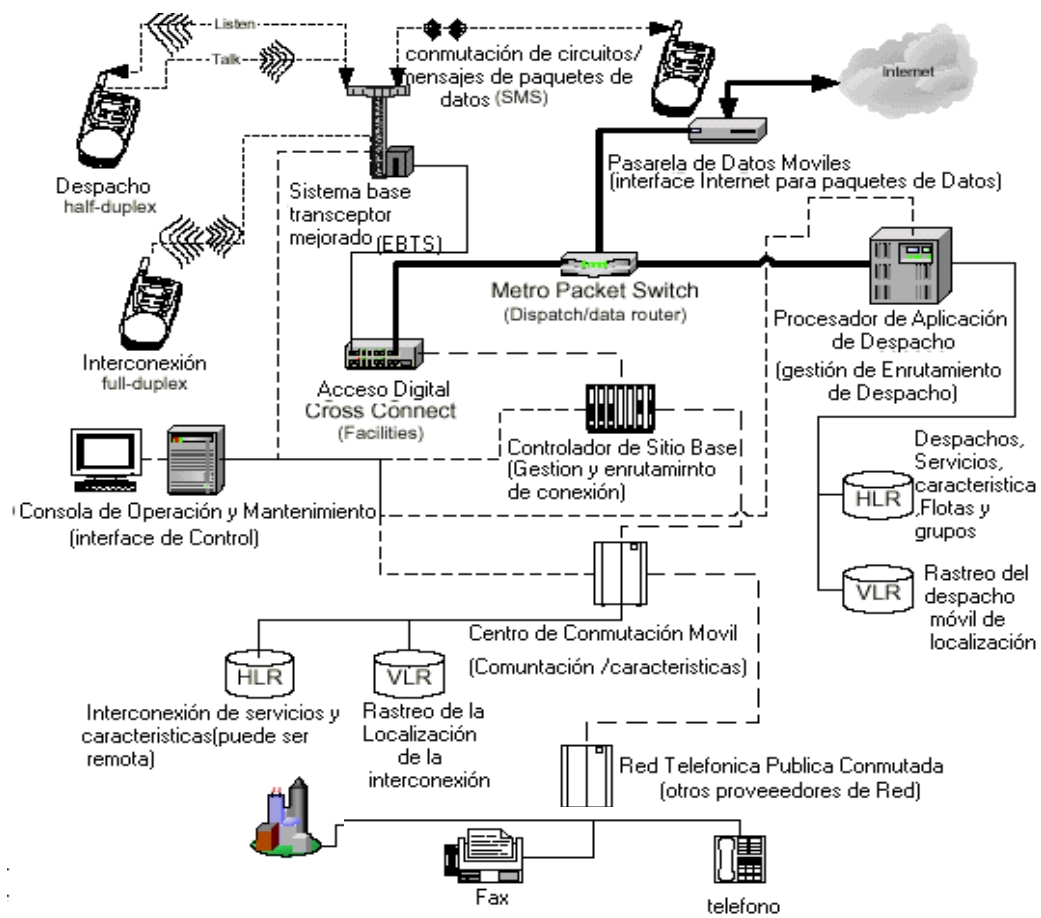 Listen
Talk
conmutación de circuitos/
mensajes de paquetes de
datos (SMS)
Internet
Despacho
half-duplex
Sistema base
transceptor
mejorado (EBTS)
Pasarela de Datos Moviles
(interface Internet para paquetes de Datos)
Metro Packet Switch
(Dispatch/data router)
Procesador de Aplicación
de Despacho
(gestión de Enrutamiento
de Despacho)
Interconexión
full-duplex
Acceso Digital
Cross Connect
(Facilities)
Controlador de Sitio Base
(Gestion y enrutamirnto
de conexión)
Consola de Operación y Mantenimiento
(interface de Control)
Despachos,
Servicios,
caracteristica
,Flotas y
grupos
HLR
VLR
Rastreo del
despacho
móvil de
localización
Centro de Conmutación Movil
(Comuntación /caracteristicas)
HLR
VLR
Interconexión de servicios y
caracteristicas(puede ser
remota)
Rastreo de la
Localización
de la
interconexión
Red Telefonica Publica Conmutada
(otros proveeedores de Red)
Fax
telefono